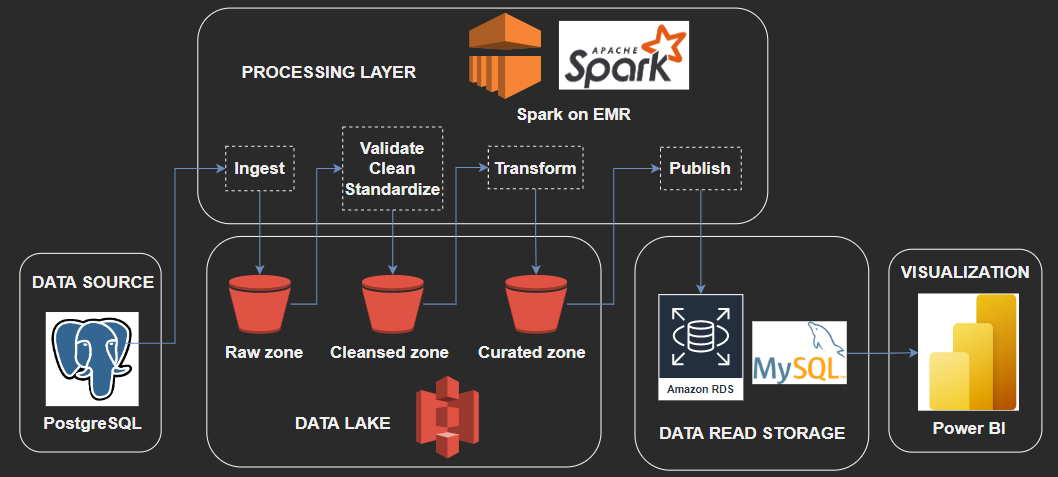 PROCESSING LAYER
APACHE
Spark
Spark on EMR
Ingest
Validate
Clean
Standardize
Transform
Publish
DATA SOURCE
PostgreSQL
Raw zone
Cleansed zone
Curated zone
DATA LAKE
Amazon RDS
MySQL
DATA READ STORAGE
VISUALIZATION
Power BI